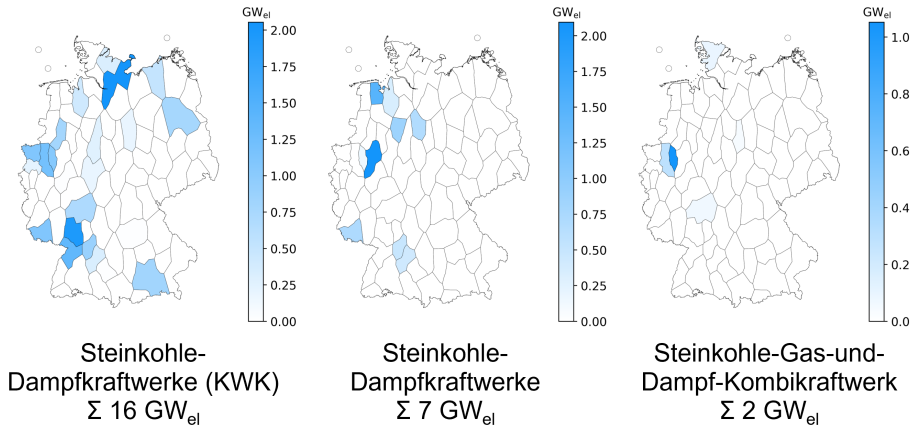 GWel
2.00
1.75
1.50
1.25
1.00
0.75
0.50
0.25
0.00
Steinkohle-
Dampfkraftwerke (KWK)
Σ 16 GWel
GWel
2.00
1.75
1.50
1.25
1.00
0.75
0.50
0.25
0.00
Steinkohle-
Dampfkraftwerke
Σ 7 GWel
GWel
1.0
0.8
0.6
0.4
0.2
0.0
Steinkohle-Gas-und-
Dampf-Kombikraftwerk
Σ 2 GWel